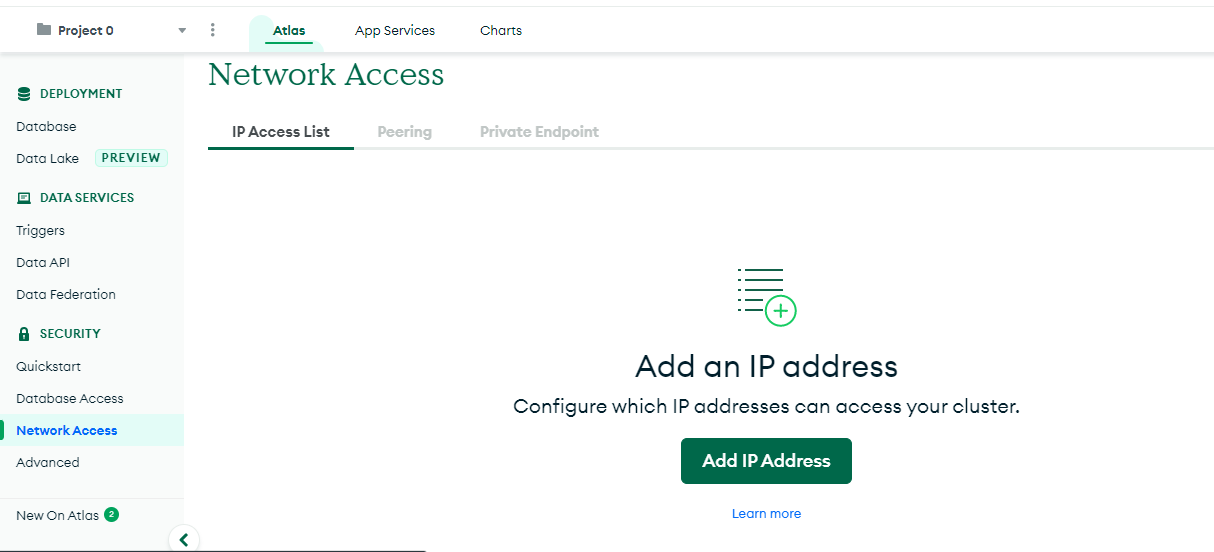 Project 0
Atlas
App Services
Charts
DEPLOYMENT
Database
Data Lake PREVIEW
DATA SERVICES
Triggers
Data API
Data Federation
SECURITY
Quickstart
Database Access
Network Access
Advanced
New On Atlas 2
Network Access
IP Access List
Peering
Private Endpoint
Add an IP address
Configure which IP addresses can access your cluster.
Add IP Address
Learn more